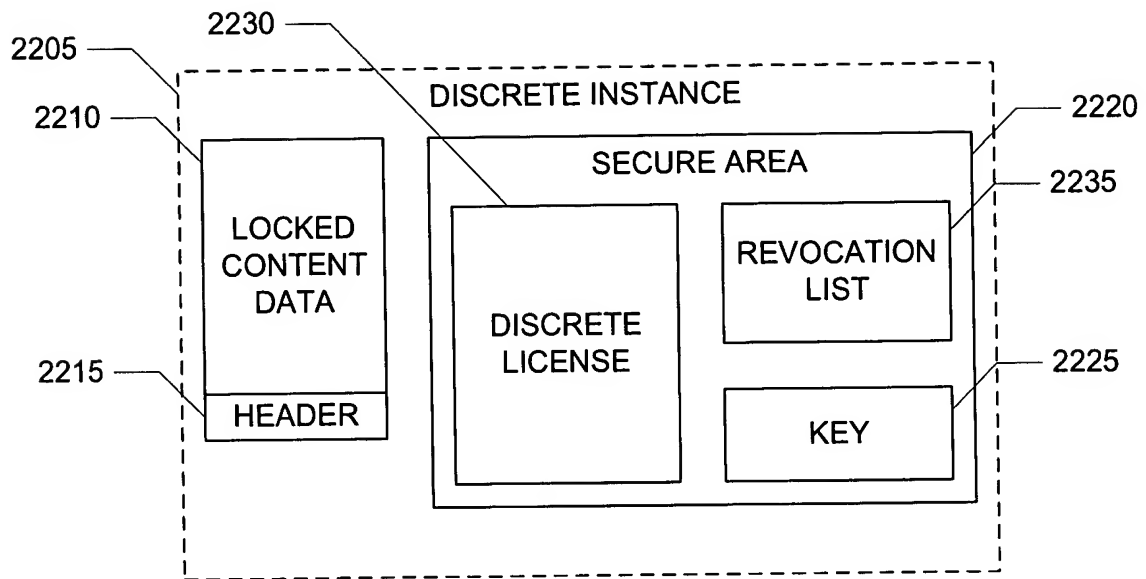 2230
2205
DISCRETE INSTANCE
2210
2220
SECURE AREA
2235
LOCKED
CONTENT
DATA
REVOCATION
LIST
DISCRETE
LICENSE
2215
2225
HEADER
KEY